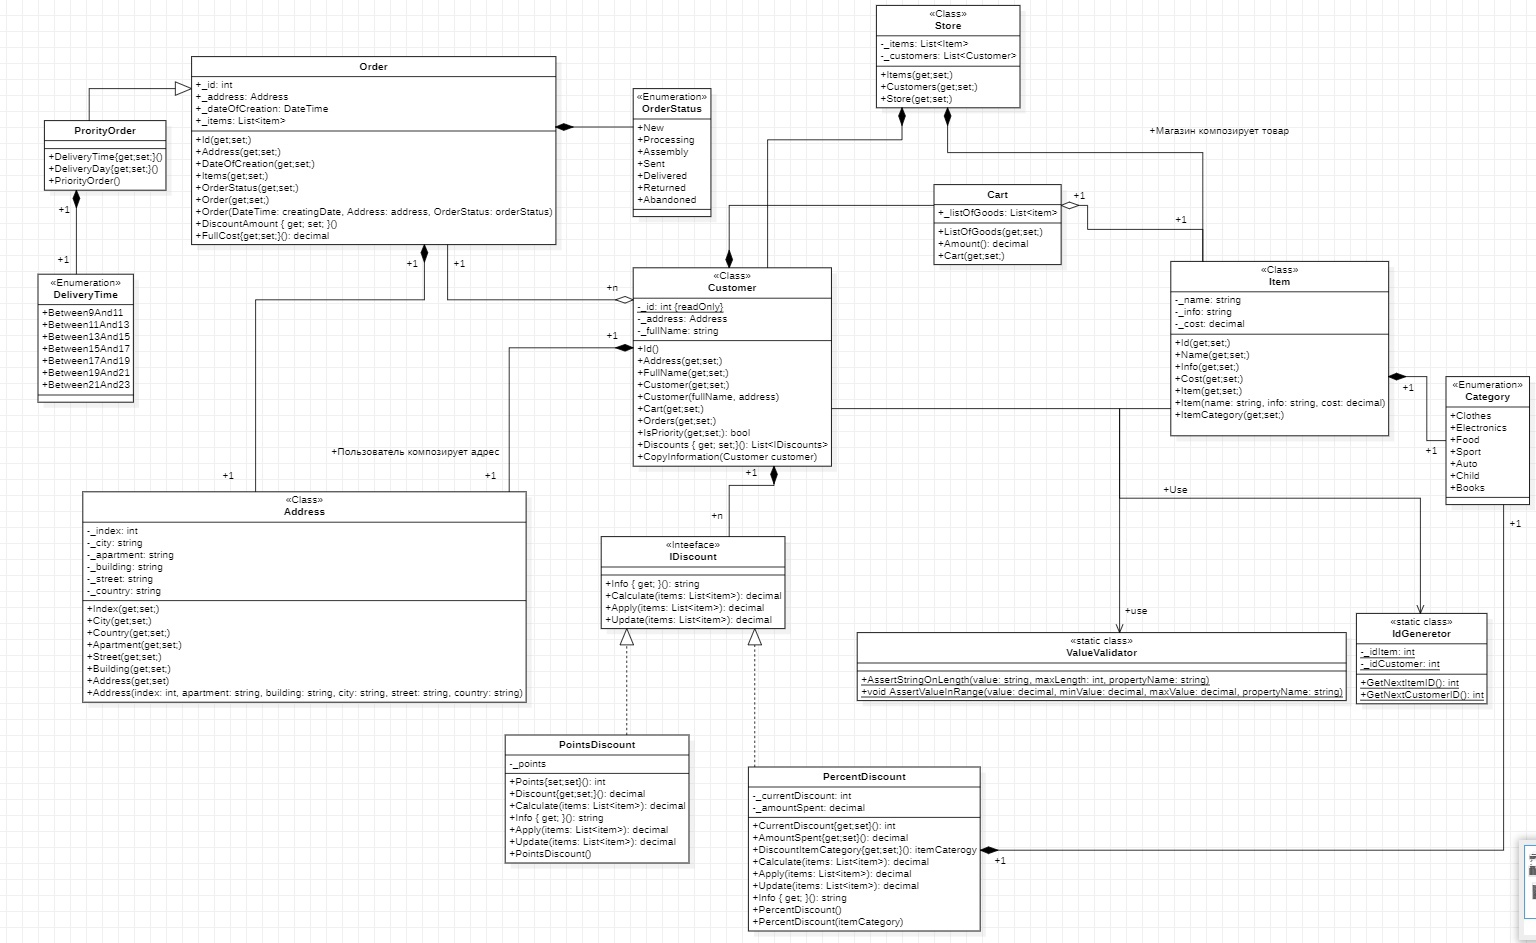 «Class»
Store
-_items: List<Item>
-_customers: List<Customer>
+Items(get;set;)
+Customers(get;set;)
+Store(get;set;)
Order
+_id: int
+_address: Address
+_dateOfCreation: DateTime
+_items: List<item>
+Id(get;set;)
+Address(get;set;)
+DateOfCreation(get;set;)
+Items(get;set;)
+OrderStatus(get;set;)
+Order(get;set;)
+Order(DateTime: creatingDate, Address: address, OrderStatus: orderStatus)
+DiscountAmount { get; set; }()
+FullCost{get;set;}(): decimal
«Enumeration»
OrderStatus
+New
+Processing
+Assembly
+Sent
+Delivered
+Returned
+Abandoned
ProrityOrder
+DeliveryTime{get;set;}()
+DeliveryDay{get;set;}()
+PriorityOrder()
+1
+1
«Enumeration»
DeliveryTime
+Between9And11
+Between11And13
+Between13And15
+Between15And17
+Between17And19
+Between19And21
+Between21And23
+Магазин композирует товар
Cart
+_listOfGoods: List<item>
+ListOfGoods(get;set;)
+Amount(): decimal
+Cart(get;set;)
+1
+1
+1
+1
+n
+1
«Class»
Customer
-_id: int {readOnly}
-_address: Address
-_fullName: string
+Id()
+Address(get;set;)
+FullName(get;set;)
+Customer(get;set;)
+Customer(fullName, address)
+Cart(get;set;)
+Orders(get;set;)
+IsPriority(get;set;): bool
+Discounts { get; set;}(): List<IDiscounts>
+CopyInformation(Customer customer)
«Class»
Item
-_name: string
-_info: string
-_cost: decimal
+Id(get;set;)
+Name(get;set;)
+Info(get;set;)
+Cost(get;set;)
+Item(get;set;)
+Item(name: string, info: string, cost: decimal)
+ItemCategory(get;set;)
+1
+1
«Enumeration»
Category
+Clothes
+Electronics
+Food
+Sport
+Auto
+Child
+Books
+1
+Пользователь композирует адрес
+1
+1
«Class»
Address
-_index: int
-_city: string
-_apartment: string
-_building: string
-_street: string
-_country: string
+Index(get;set;)
+City(get;set;)
+Country(get;set;)
+Apartment(get;set;)
+Street(get;set;)
+Building(get;set;)
+Address(get;set)
+Address(index: int, apartment: string, building: string, city: string, street: string, country: string)
+1
+n
«Inteeface»
IDiscount
+Info { get; }(): string
+Calculate(items: List<item>): decimal
+Apply(items: List<item>): decimal
+Update(items: List<item>): decimal
+Use
+use
«static class»
ValueValidator
+AssertStringOnLength(value: string, maxLength: int, propertyName: string)
+void AssertValueInRange(value: decimal, minValue: decimal, maxValue: decimal, propertyName: string)
«static class»
IdGeneretor
-_idItem: int
-_idCustomer: int
+GetNextItemID(): int
+GetNextCustomerID(): int
PointsDiscount
-_points
+Points{set;set}(): int
+Discount{get;set;}(): decimal
+Calculate(items: List<item>): decimal
+Info { get; }(): string
+Apply(items: List<item>): decimal
+Update(items: List<item>): decimal
+PointsDiscount()
PercentDiscount
-_currentDiscount: int
-_amountSpent: decimal
+CurrentDiscount{get;set}(): int
+AmountSpent{get;set}(): decimal
+DiscountItemCategory{get;set;}(): itemCaterogy
+Calculate(items: List<item>): decimal
+Apply(items: List<item>): decimal
+Update(items: List<item>): decimal
+Info { get; }(): string
+PercentDiscount()
+PercentDiscount(itemCategory)
+1